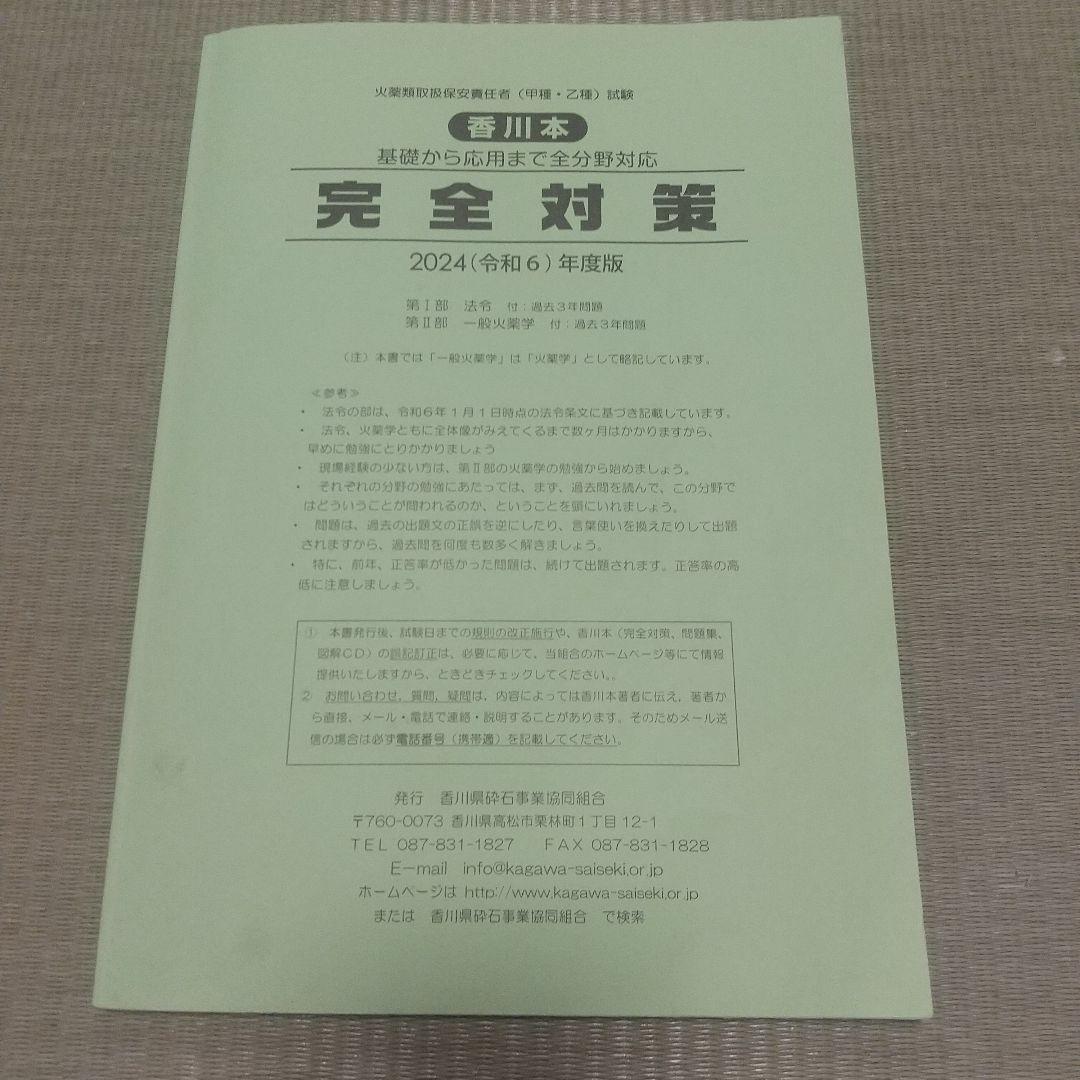 火薬類取扱保安責任者（甲種・乙種）試験
香川本
基礎から応用まで全分野対応
完全対策
2024（令和６）年度版
第Ⅰ部　法令　付：過去３年問題
第Ⅱ部　一般火薬学　付：過去３年問題
（注）本書では「一般火薬学」は「火薬学」として略記しています。
≪参考≫
・　法令の部は、令和６年１月１日時点の法令条文に基づき記載しています。
・　法令、火薬学ともに全体像がみえてくるまで数ヶ月はかかりますから、
早めに勉強にとりかかりましょう
・　現場経験の少ない方は、第Ⅱ部の火薬学の勉強から始めましょう。
・　それぞれの分野の勉強にあたっては、まず、過去問を読んで、この分野で
はどういうことが問われるのか、ということを頭にいれましょう。
・　問題は、過去の出題文の正誤を逆にしたり、言葉使いを換えたりして出題
されますから、過去問を何度も数多く解きましょう。
・　特に、前年、正答率が低かった問題は、続けて出題されます。正答率の高
低に注意しましょう。
①　本書発行後、試験日までの規則の改正施行や、香川本（完全対策、問題集、
図解ＣＤ）の誤記訂正は、必要に応じて、当組合のホームページ等にて情報
提供いたしますから、ときどきチェックしてください。。
②　お問い合わせ，質問，疑問は、内容によっては香川本著者に伝え，著者か
ら直接、メール・電話で連絡・説明することがあります。そのためメール送
信の場合は必ず電話番号（携帯適）を記載してください。
発行　香川県砕石事業協同組合
〒760-0073 香川県高松市栗林町１丁目 12-1
ＴＥＬ 087-831-1827　ＦＡＸ 087-831-1828
Ｅ－mail　info@kagawa-saiseki.or.jp
ホームページは http://www.kagawa-saiseki.or.jp
または　香川県砕石事業協同組合　で検索